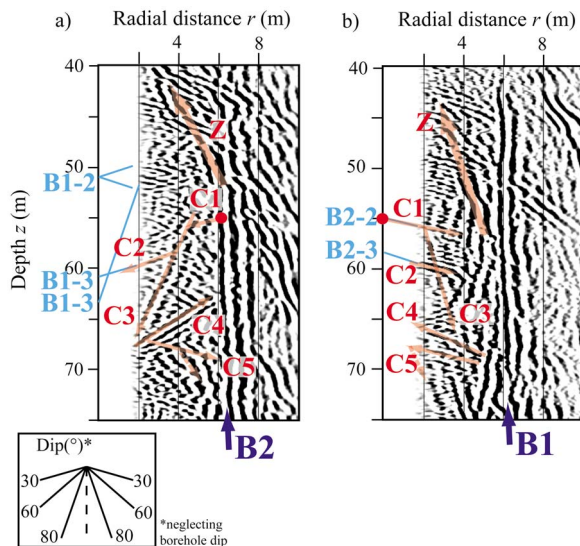 Radial distance r (m)
a)
4
8
40
50
60
70
Depth z (m)
Z
C1
C2
C3
C4
C5
B1-2
B1-3
B1-3
B2
Radial distance r (m)
b)
4
8
40
50
60
70
Z
C1
B2-2
B2-3
C2
C4
C3
C5
B1
Dip(°)*
30
30
60
60
80
80
*neglecting
borehole dip